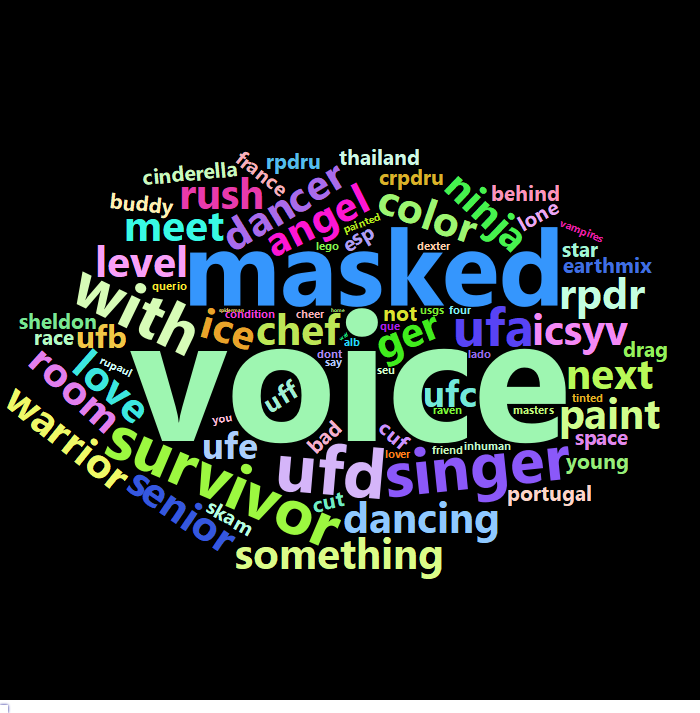 thailand
rpdru
france
cinderella
crpdru
buddy
rush
dancer
angel
color
ninja
behind
lone
vampires
meet
painted
esp
lego
dexter
star
level
masked
earthmix
querio
rpdr
with
condition
cheer
home
not
usgs
four
sheldon
ufb
race
ice
chef
que
ger
ufa
icsyv
alb
drag
rupaul
love
voice
dont
say
seu
lado
next
room
uff
ufc
raven
masters
tinted
paint
warrior
you
ufe
bad
cuf
friend
inhuman
space
survivor
lover
ufd
singer
young
senior
skam
cut
dancing
portugal
something